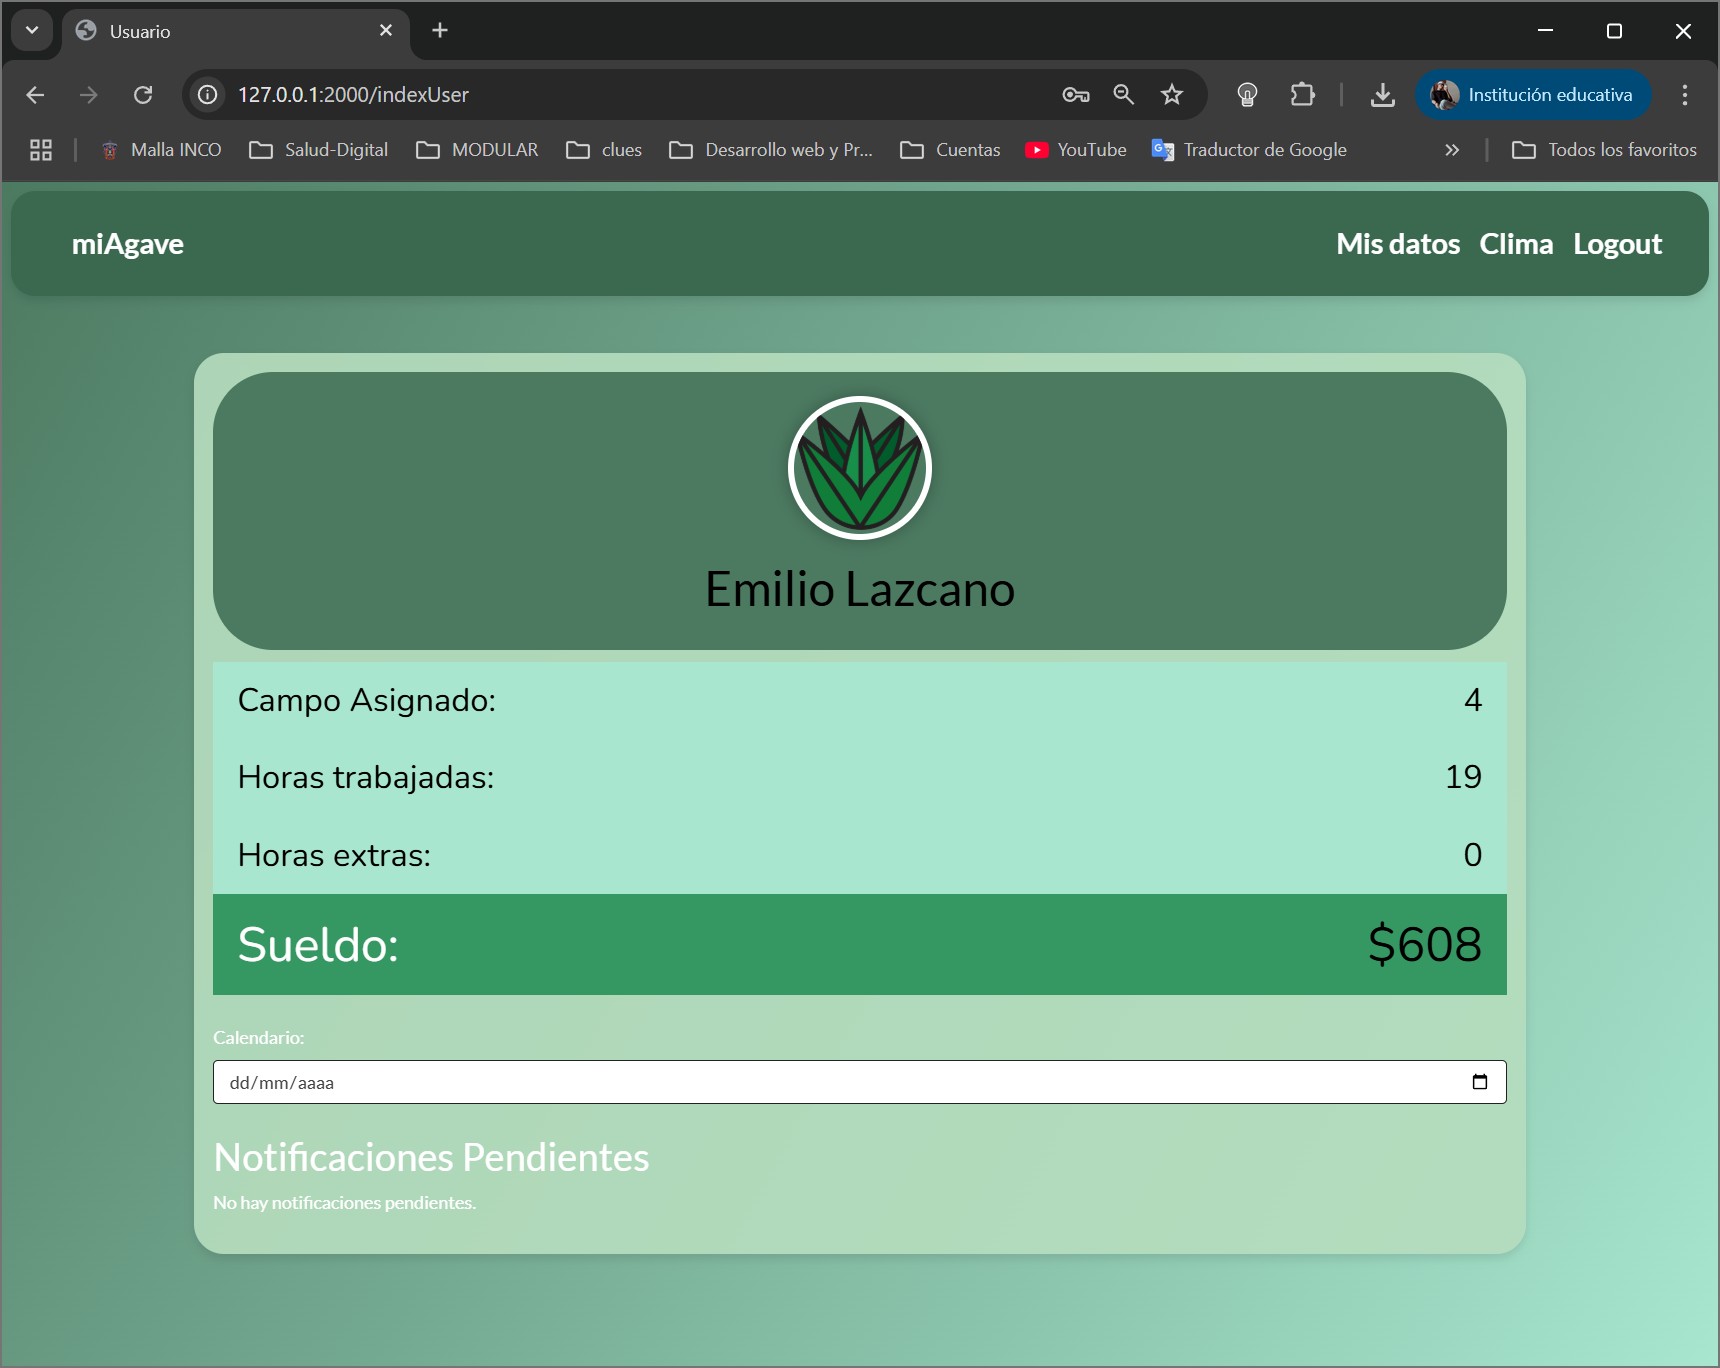 Usuario
127.0.0.1:2000/indexUser
Institución educativa
Malla INCO
Salud-Digital
MODULAR
clues
Desarrollo web y Pr...
Cuentas
YouTube
Traductor de Google
Todos los favoritos
miAgave
Mis datos Clima Logout
Emilio Lazcano
Campo Asignado: 4
Horas trabajadas: 19
Horas extras: 0
Sueldo: $608
Calendario:
dd/mm/aaaa
Notificaciones Pendientes
No hay notificaciones pendientes.